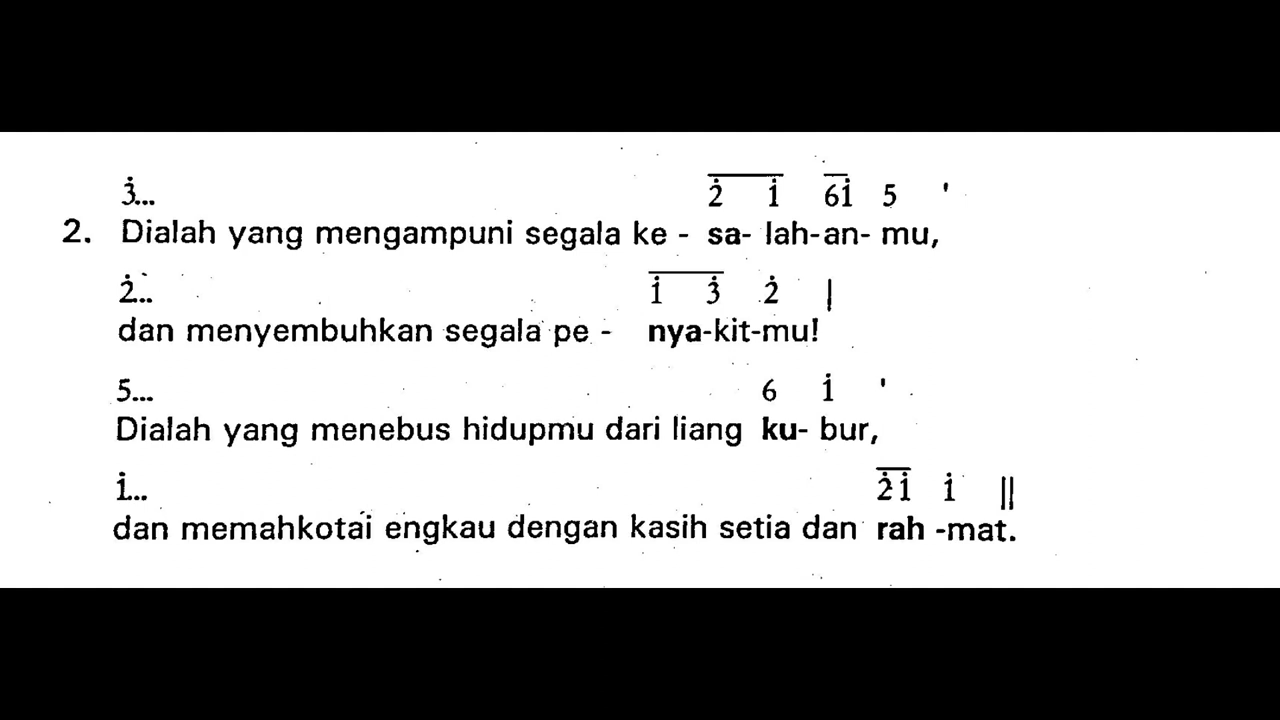 3̇... 2̇ 1̇ 61̇ 5 '
2. Dialah yang mengampuni segala ke - sa- lah-an- mu,
2̇... 1̇ 3̇ 2̇ |
dan menyembuhkan segala pe - nya-kit-mu!
5... 6 1̇ '
Dialah yang menebus hidupmu dari liang ku- bur,
1̇... 2̇1̇ 1̇ ||
dan memahkotai engkau dengan kasih setia dan rah -mat.